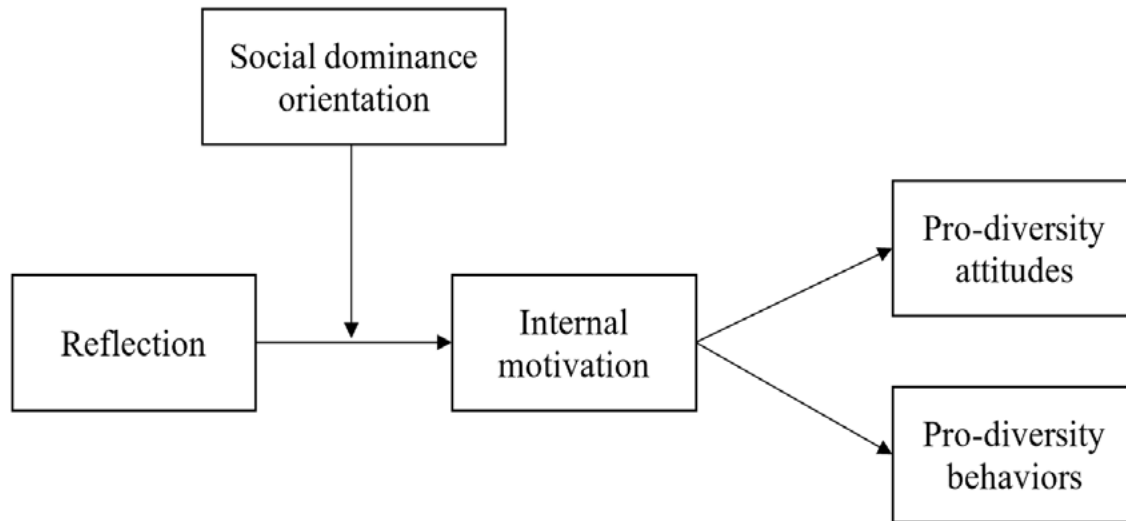 Social dominance
orientation
Reflection
Internal
motivation
Pro-diversity
attitudes
Pro-diversity
behaviors